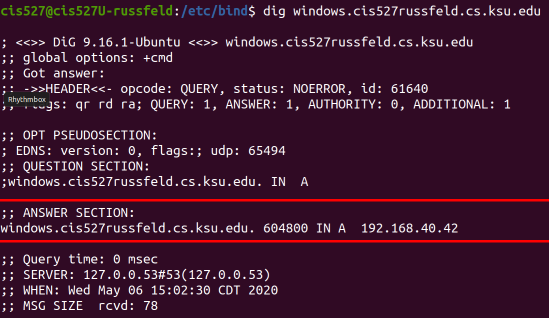 cis527@cis527U-russfeld:/etc/bind$ dig windows.cis527russfeld.cs.ksu.edu
; <<>> DiG 9.16.1-Ubuntu <<>> windows.cis527russfeld.cs.ksu.edu
;; global options: +cmd
;; Got answer:
;; ->>HEADER<<- opcode: QUERY, status: NOERROR, id: 61640
Rhythmbox
;; flags: qr rd ra; QUERY: 1, ANSWER: 1, AUTHORITY: 0, ADDITIONAL: 1
;; OPT PSEUDOSECTION:
; EDNS: version: 0, flags:; udp: 65494
;; QUESTION SECTION:
;windows.cis527russfeld.cs.ksu.edu. IN A
;; ANSWER SECTION:
windows.cis527russfeld.cs.ksu.edu. 604800 IN A 192.168.40.42
;; Query time: 0 msec
;; SERVER: 127.0.0.53#53(127.0.0.53)
;; WHEN: Wed May 06 15:02:30 CDT 2020
;; MSG SIZE rcvd: 78